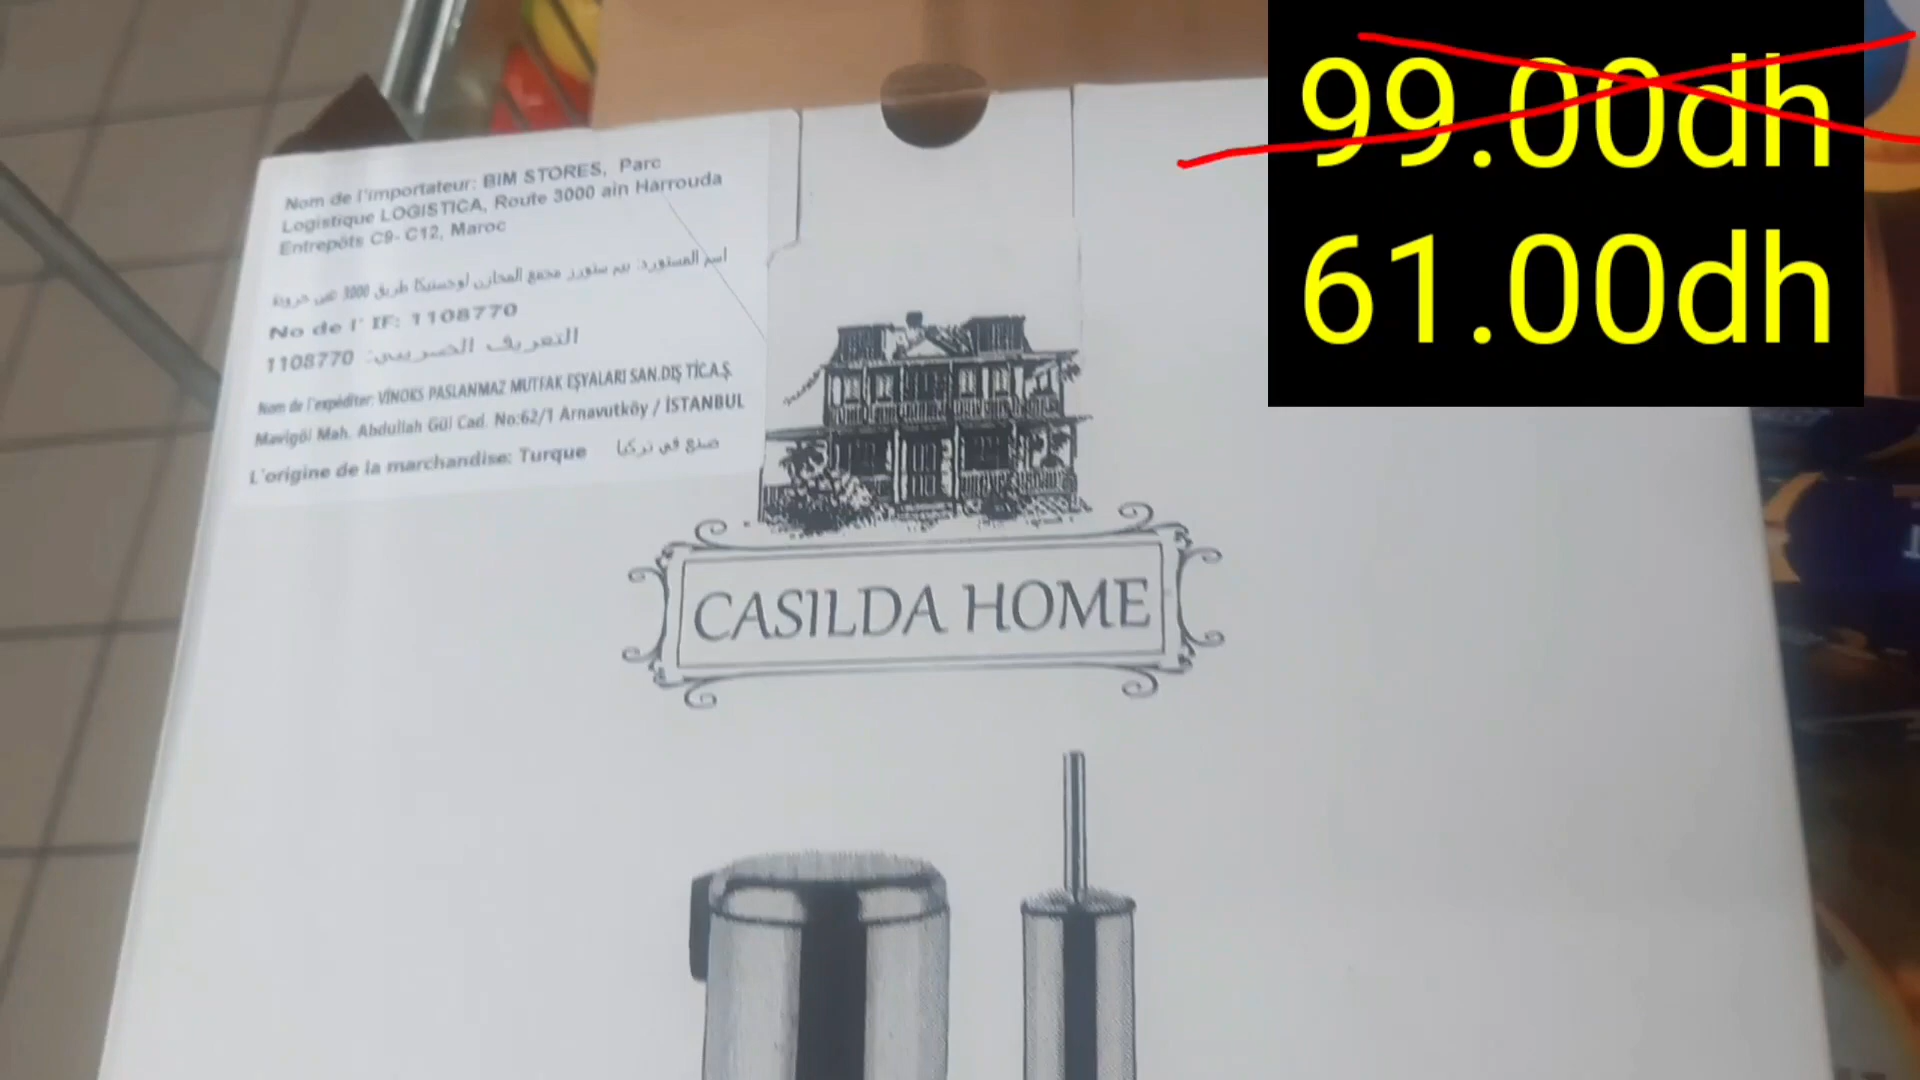 Nom de l'importateur: BIM STORES, Parc
Logistique LOGISTICA, Route 3000 ain Harrouda
Entrepôts C9- C12, Maroc
اسم المستورد: بيم ستورز مجمع المخازن لوجستيكا طريق 3000 عين حرودة
No de l' IF: 1108770
التعريف الضريبي: 1108770
Nom de l'expéditer: VİNOKS PASLANMAZ MUTFAK EŞYALARI SAN.DIŞ TİC.A.Ş.
Mavigöl Mah. Abdullah Gül Cad. No:62/1 Arnavutköy / İSTANBUL
L'origine de la marchandise: Turque صنع في تركيا
CASILDA HOME
99.00dh
61.00dh